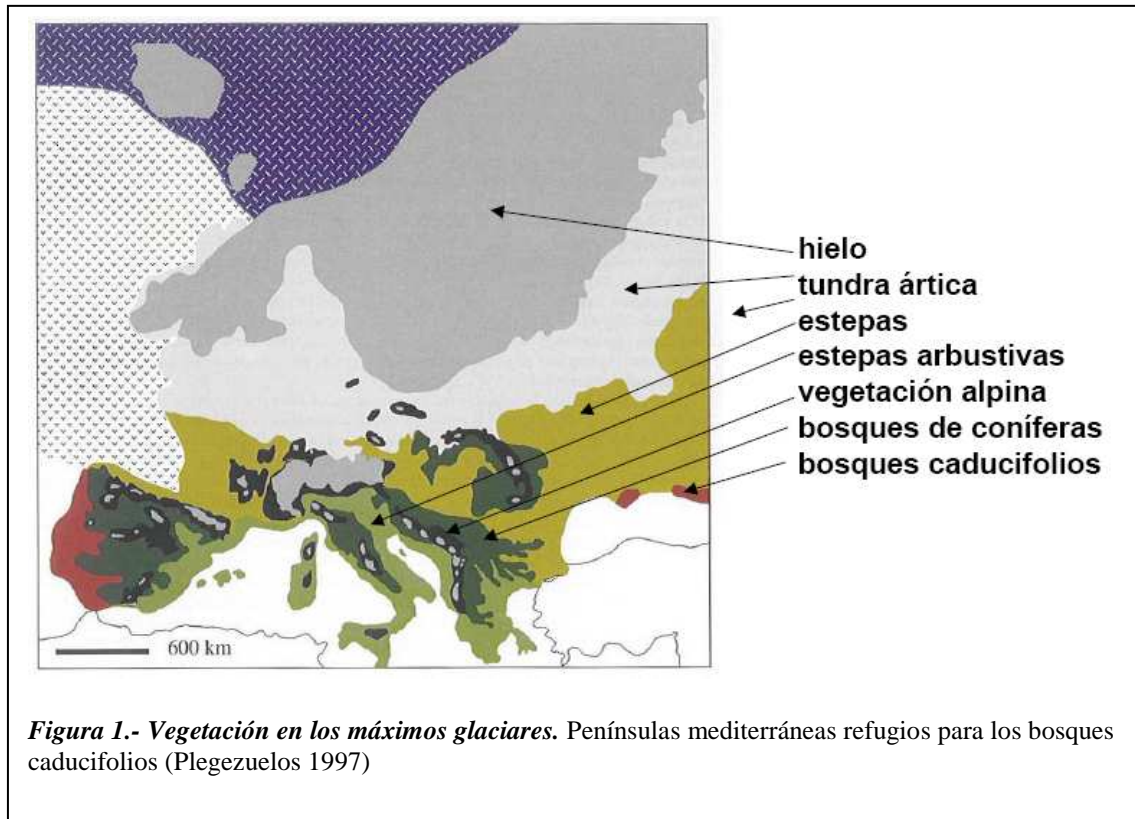 hielo
tundra ártica
estepas
estepas arbustivas
vegetación alpina
bosques de coníferas
bosques caducifolios
600 km
Figura 1.- Vegetación en los máximos glaciares. Penínsulas mediterráneas refugios para los bosques
caducifolios (Plegezuelos 1997)